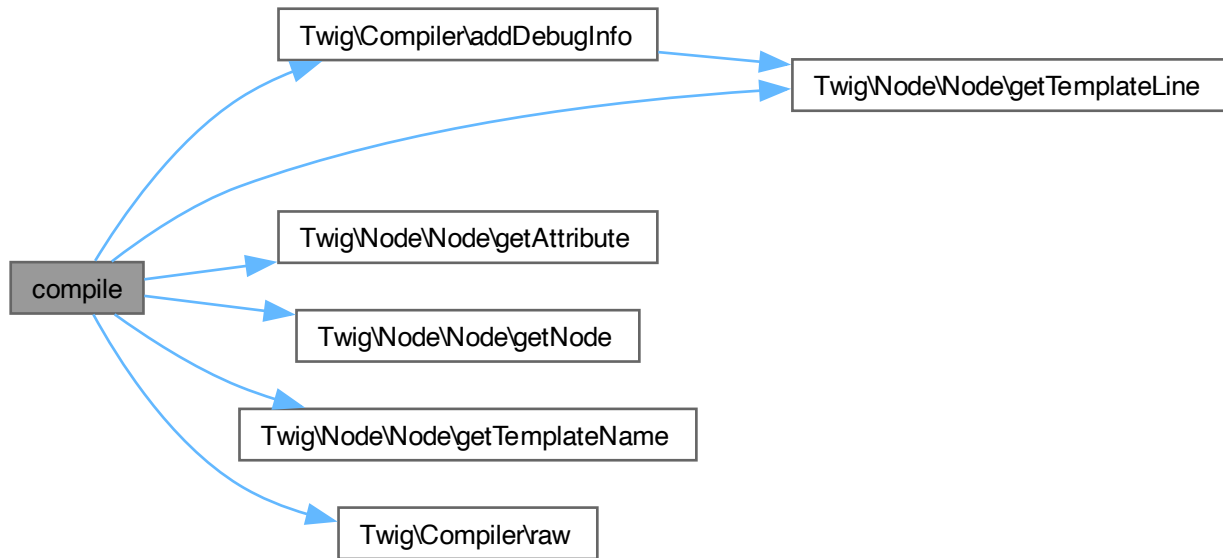 Twig\Compiler\addDebugInfo
Twig\Node\Node\getTemplateLine
Twig\Node\Node\getAttribute
compile
Twig\Node\Node\getNode
Twig\Node\Node\getTemplateName
Twig\Compiler\raw